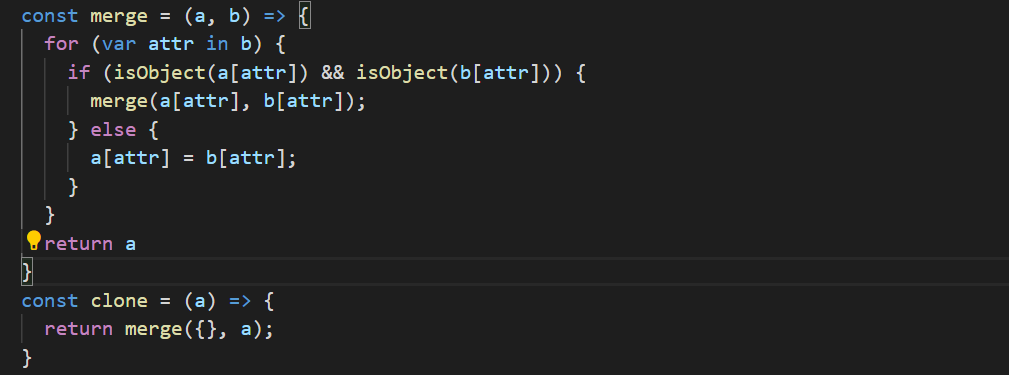 const merge = (a, b) => {
  for (var attr in b) {
    if (isObject(a[attr]) && isObject(b[attr])) {
      merge(a[attr], b[attr]);
    } else {
      a[attr] = b[attr];
    }
  }
  return a
}
const clone = (a) => {
  return merge({}, a);
}